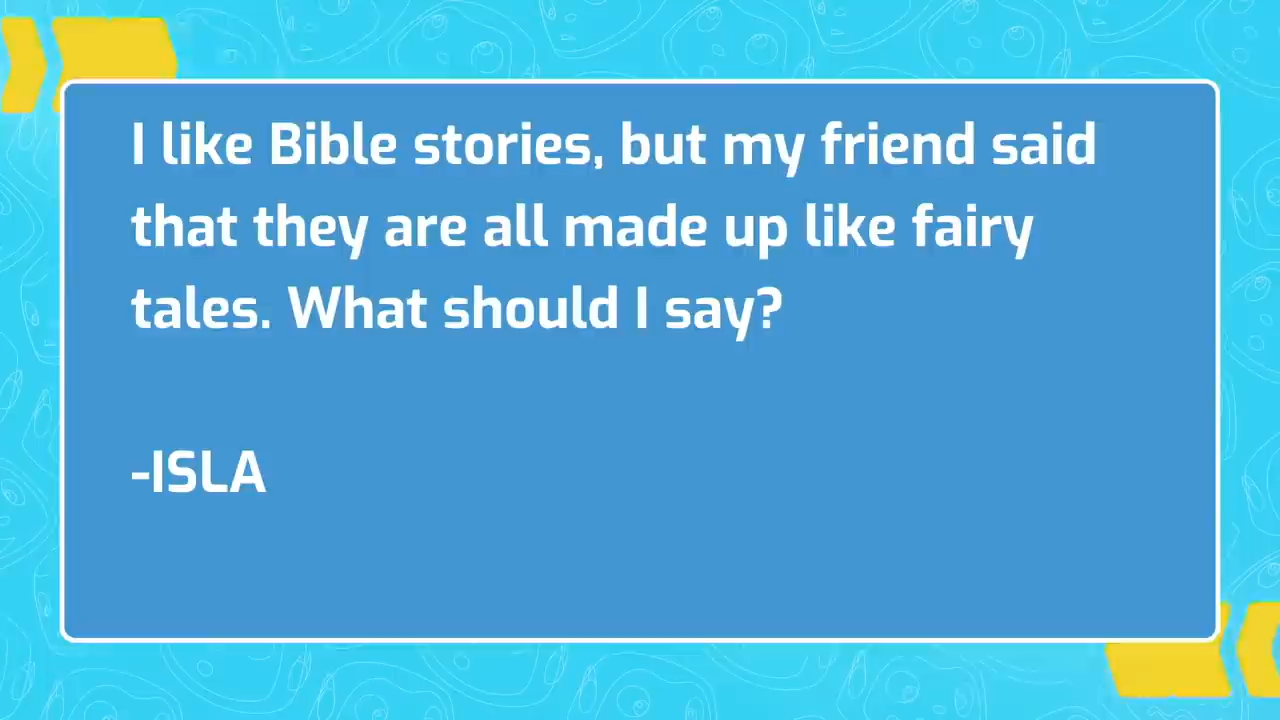 I like Bible stories, but my friend said
that they are all made up like fairy
tales. What should I say?
-ISLA